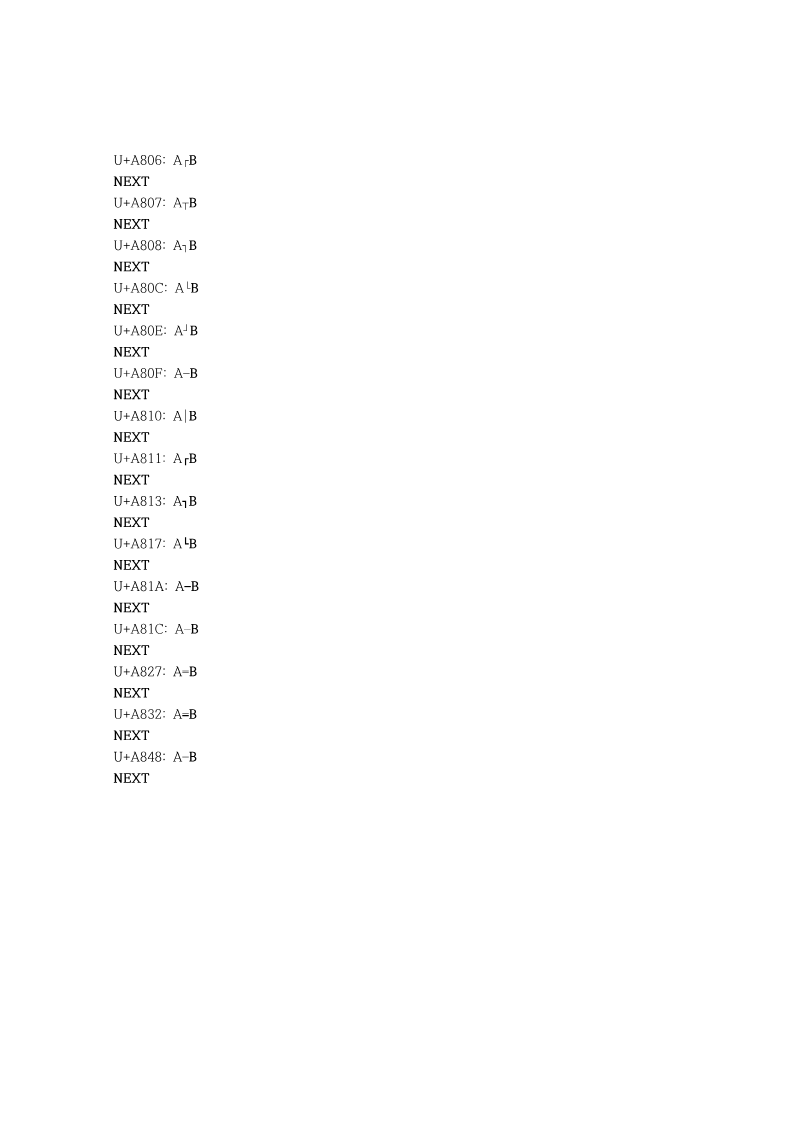 U+A806: A┌B
NEXT
U+A807: A┬B
NEXT
U+A808: A┐B
NEXT
U+A80C: A└B
NEXT
U+A80E: A┘B
NEXT
U+A80F: A─B
NEXT
U+A810: A│B
NEXT
U+A811: A┏B
NEXT
U+A813: A┓B
NEXT
U+A817: A┗B
NEXT
U+A81A: A━B
NEXT
U+A81C: A─B
NEXT
U+A827: A=B
NEXT
U+A832: A=B
NEXT
U+A848: A─B
NEXT